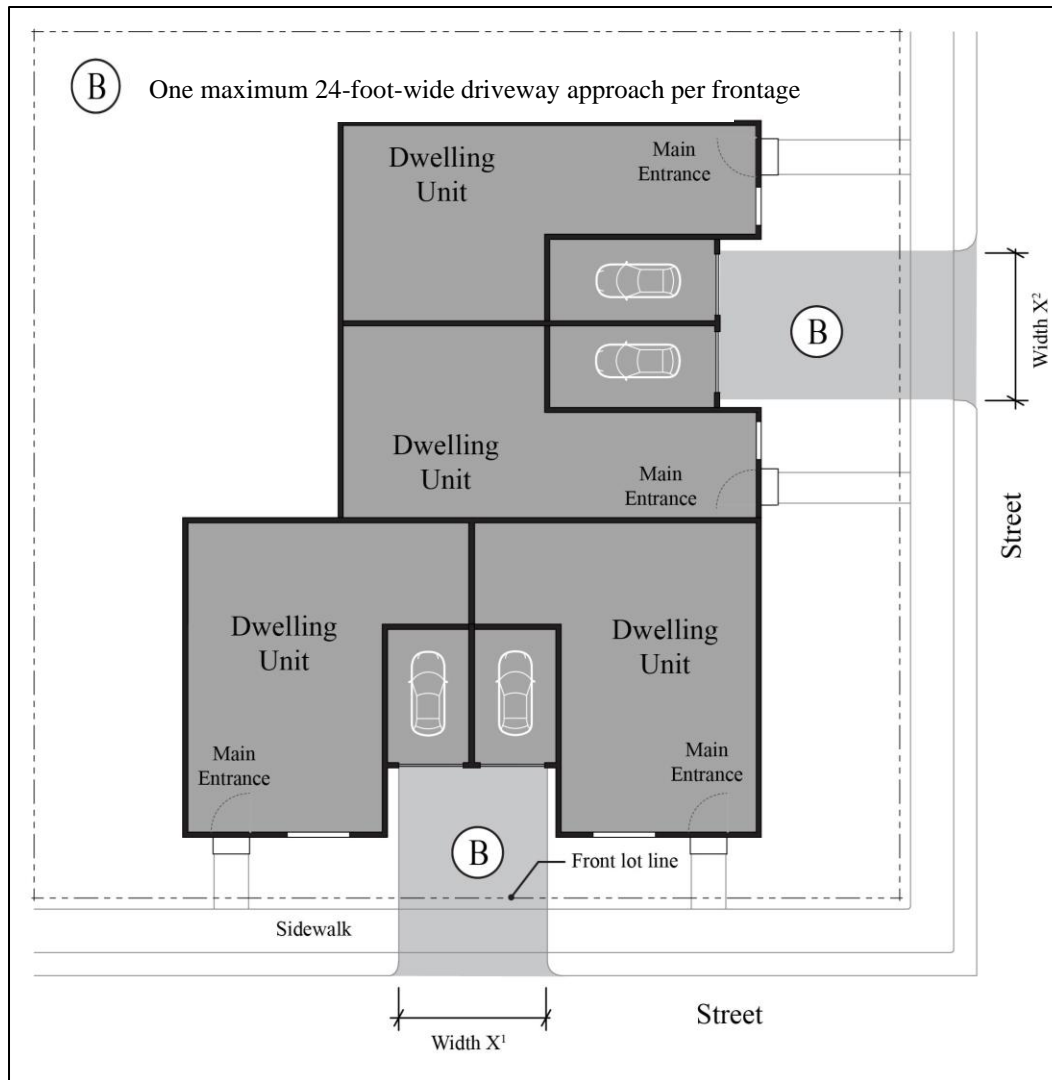 B One maximum 24-foot-wide driveway approach per frontage
Dwelling
Unit
Main
Entrance
B
Width X²
Dwelling
Unit
Main
Entrance
Street
Dwelling
Unit
Dwelling
Unit
Main
Entrance
Main
Entrance
B
Front lot line
Sidewalk
Street
Width X¹